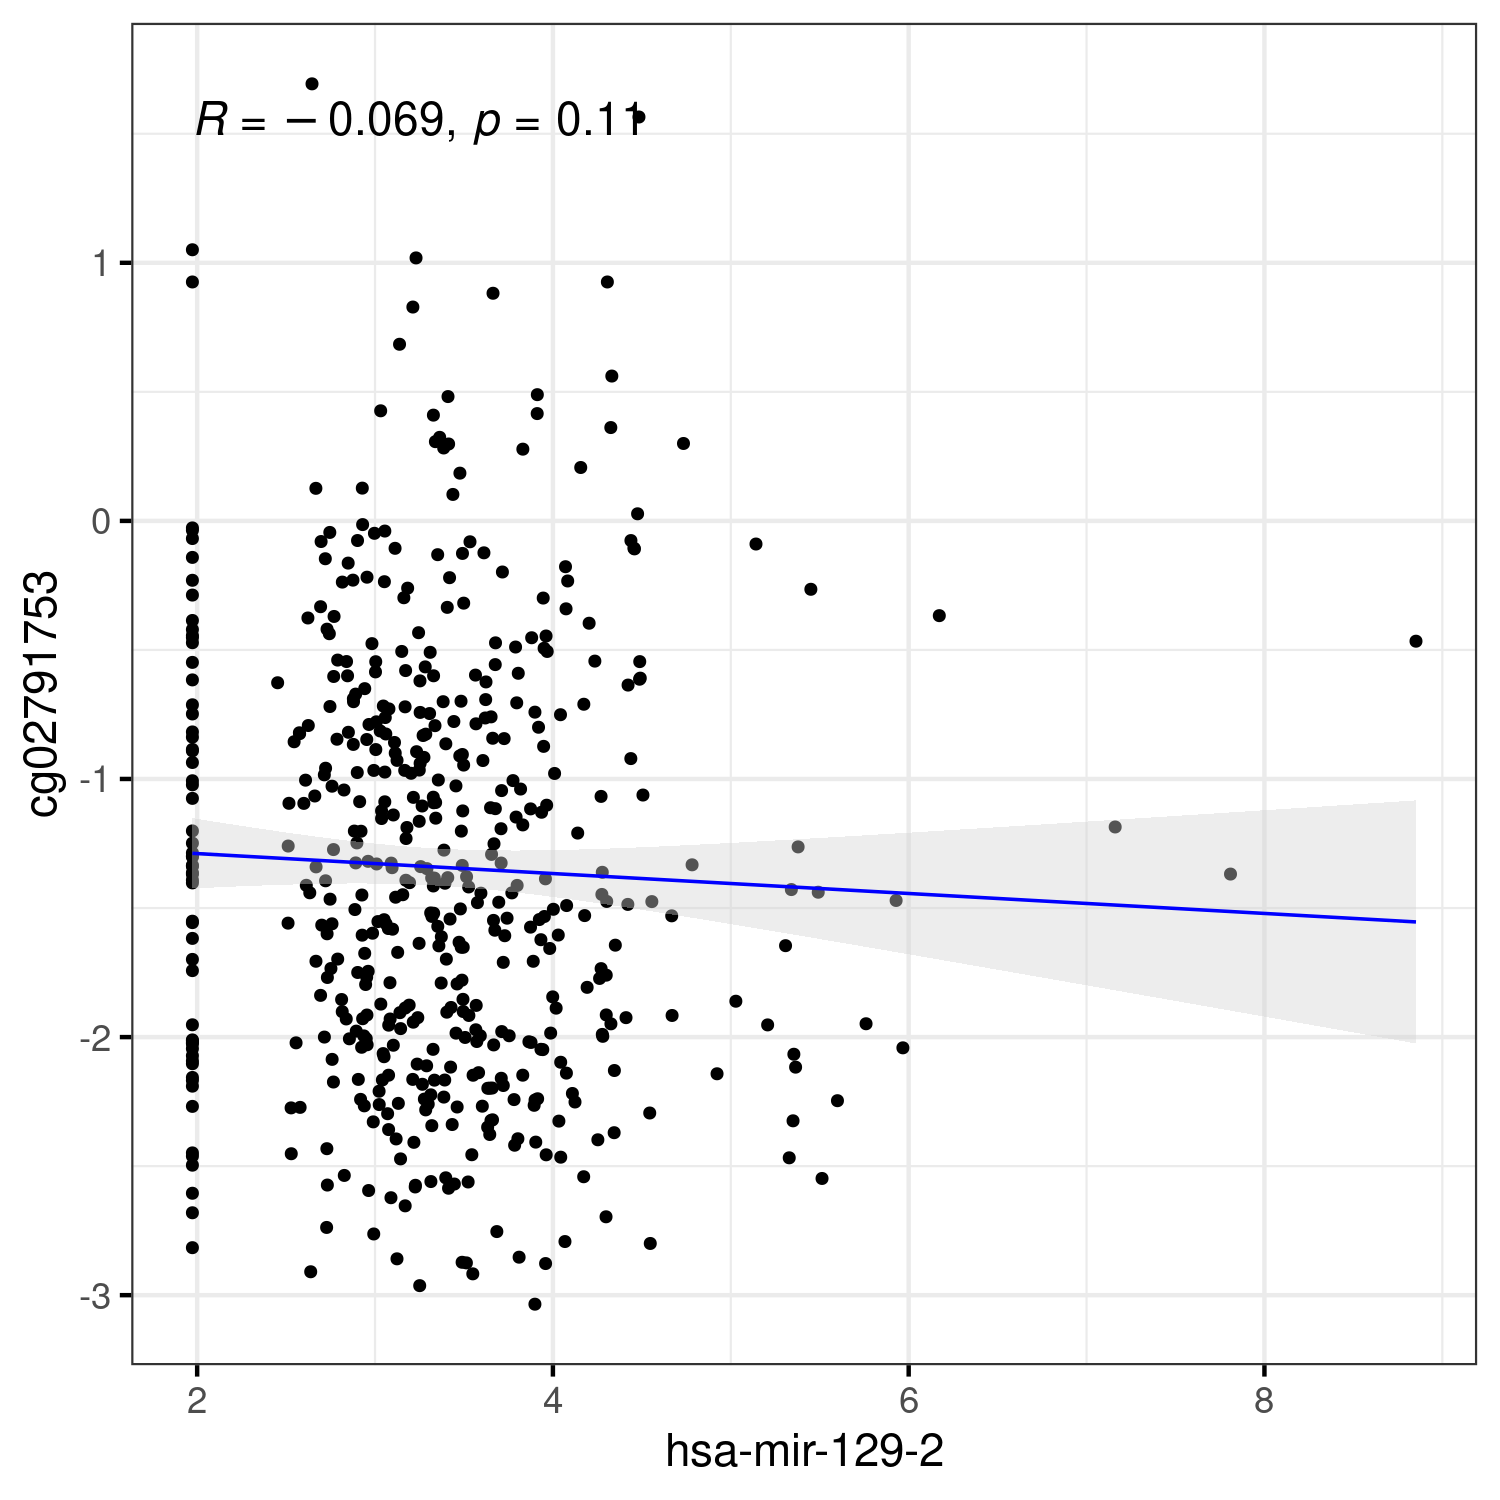 R = − 0.069, p = 0.11
1
0
-1
-2
-3
cg02791753
2 4 6 8
hsa-mir-129-2